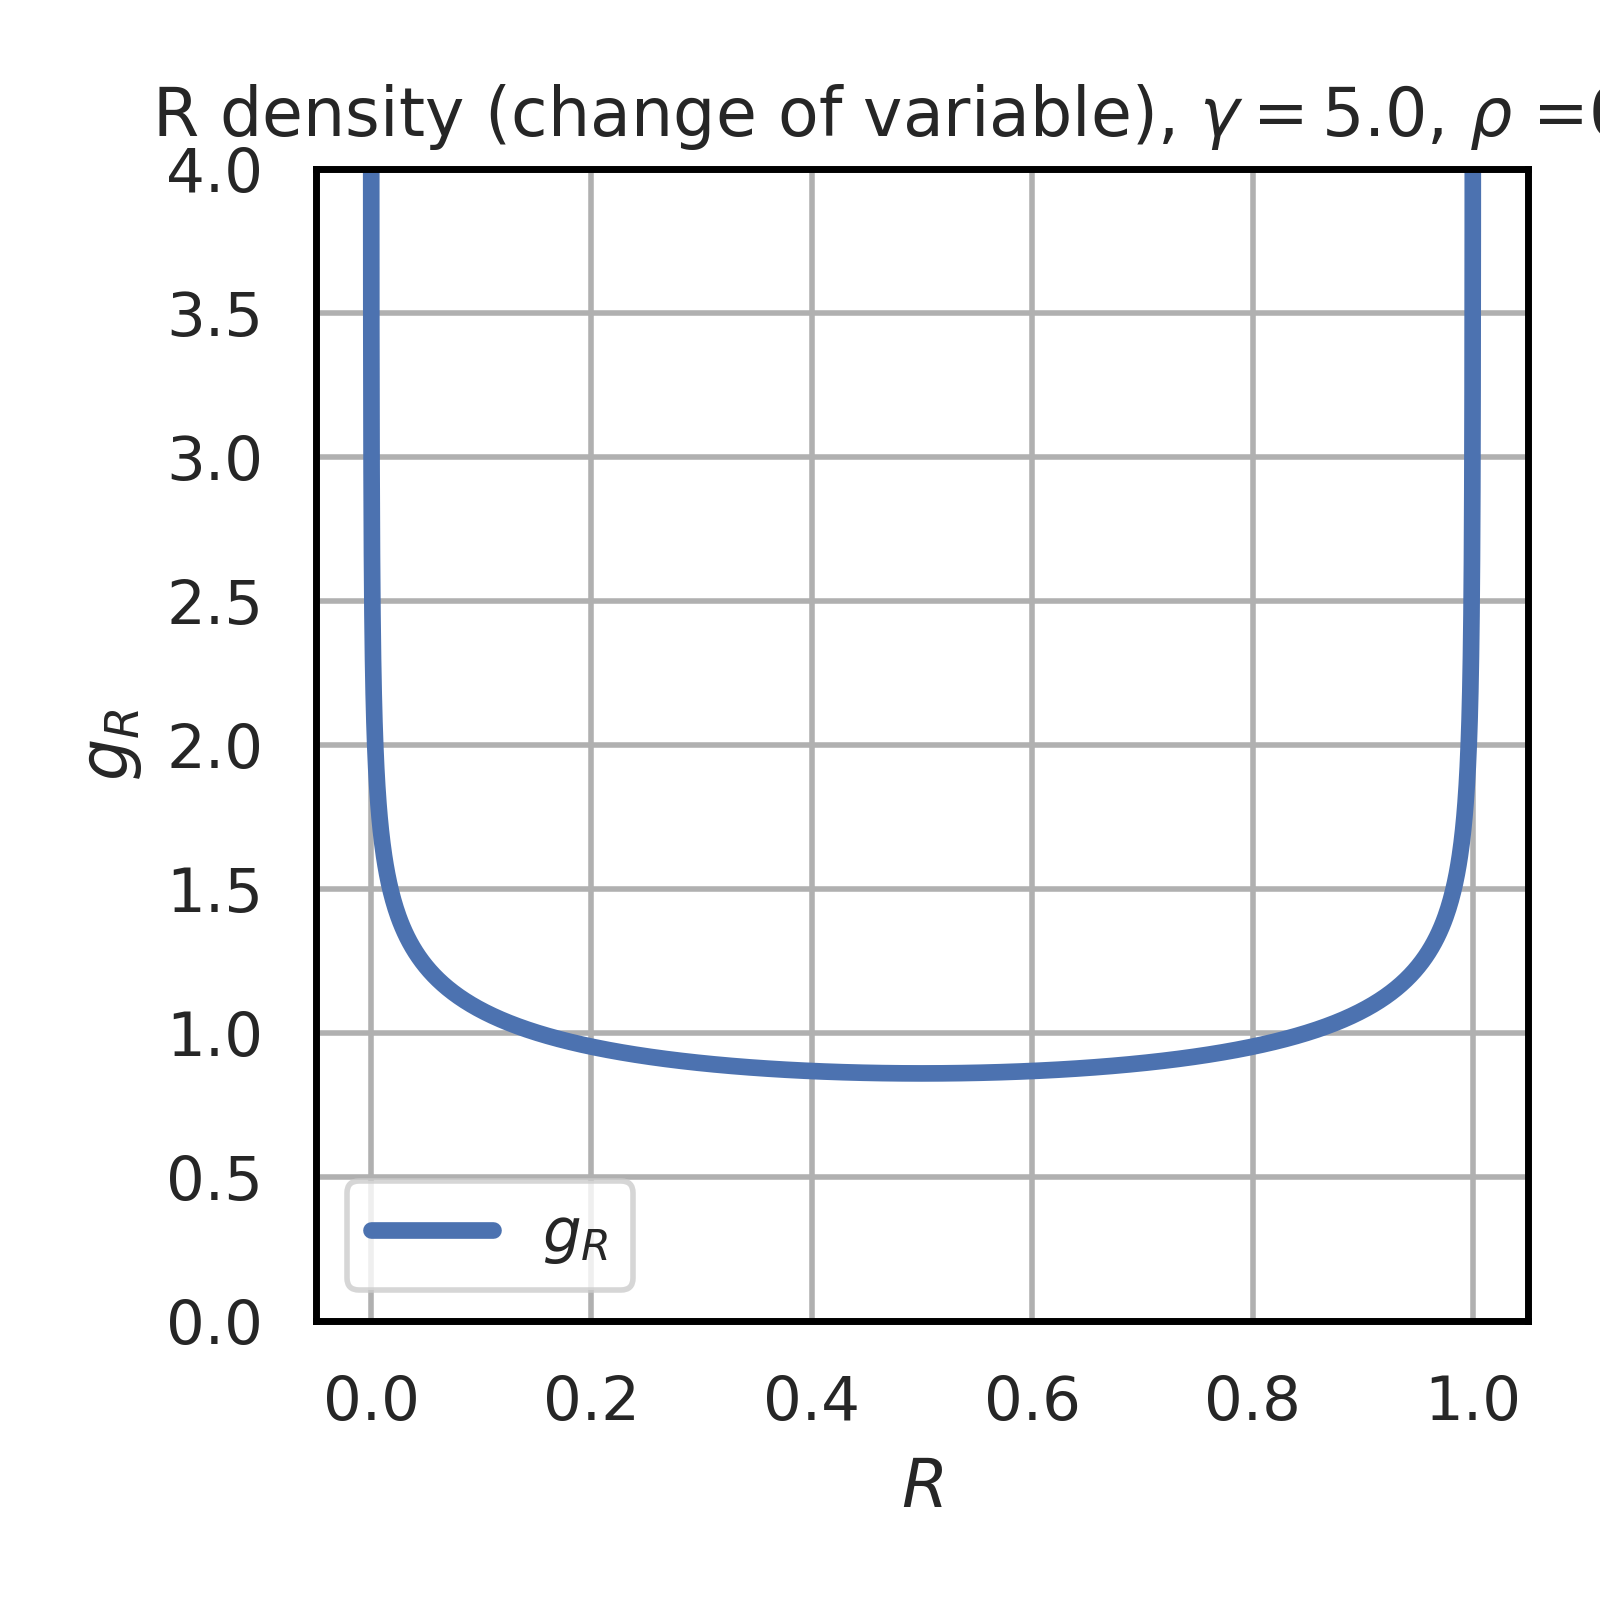 R density (change of variable), γ = 5.0, ρ =
4.0
3.5
3.0
2.5
2.0
1.5
1.0
0.5
0.0
g_R
g_R
0.0 0.2 0.4 0.6 0.8 1.0
R